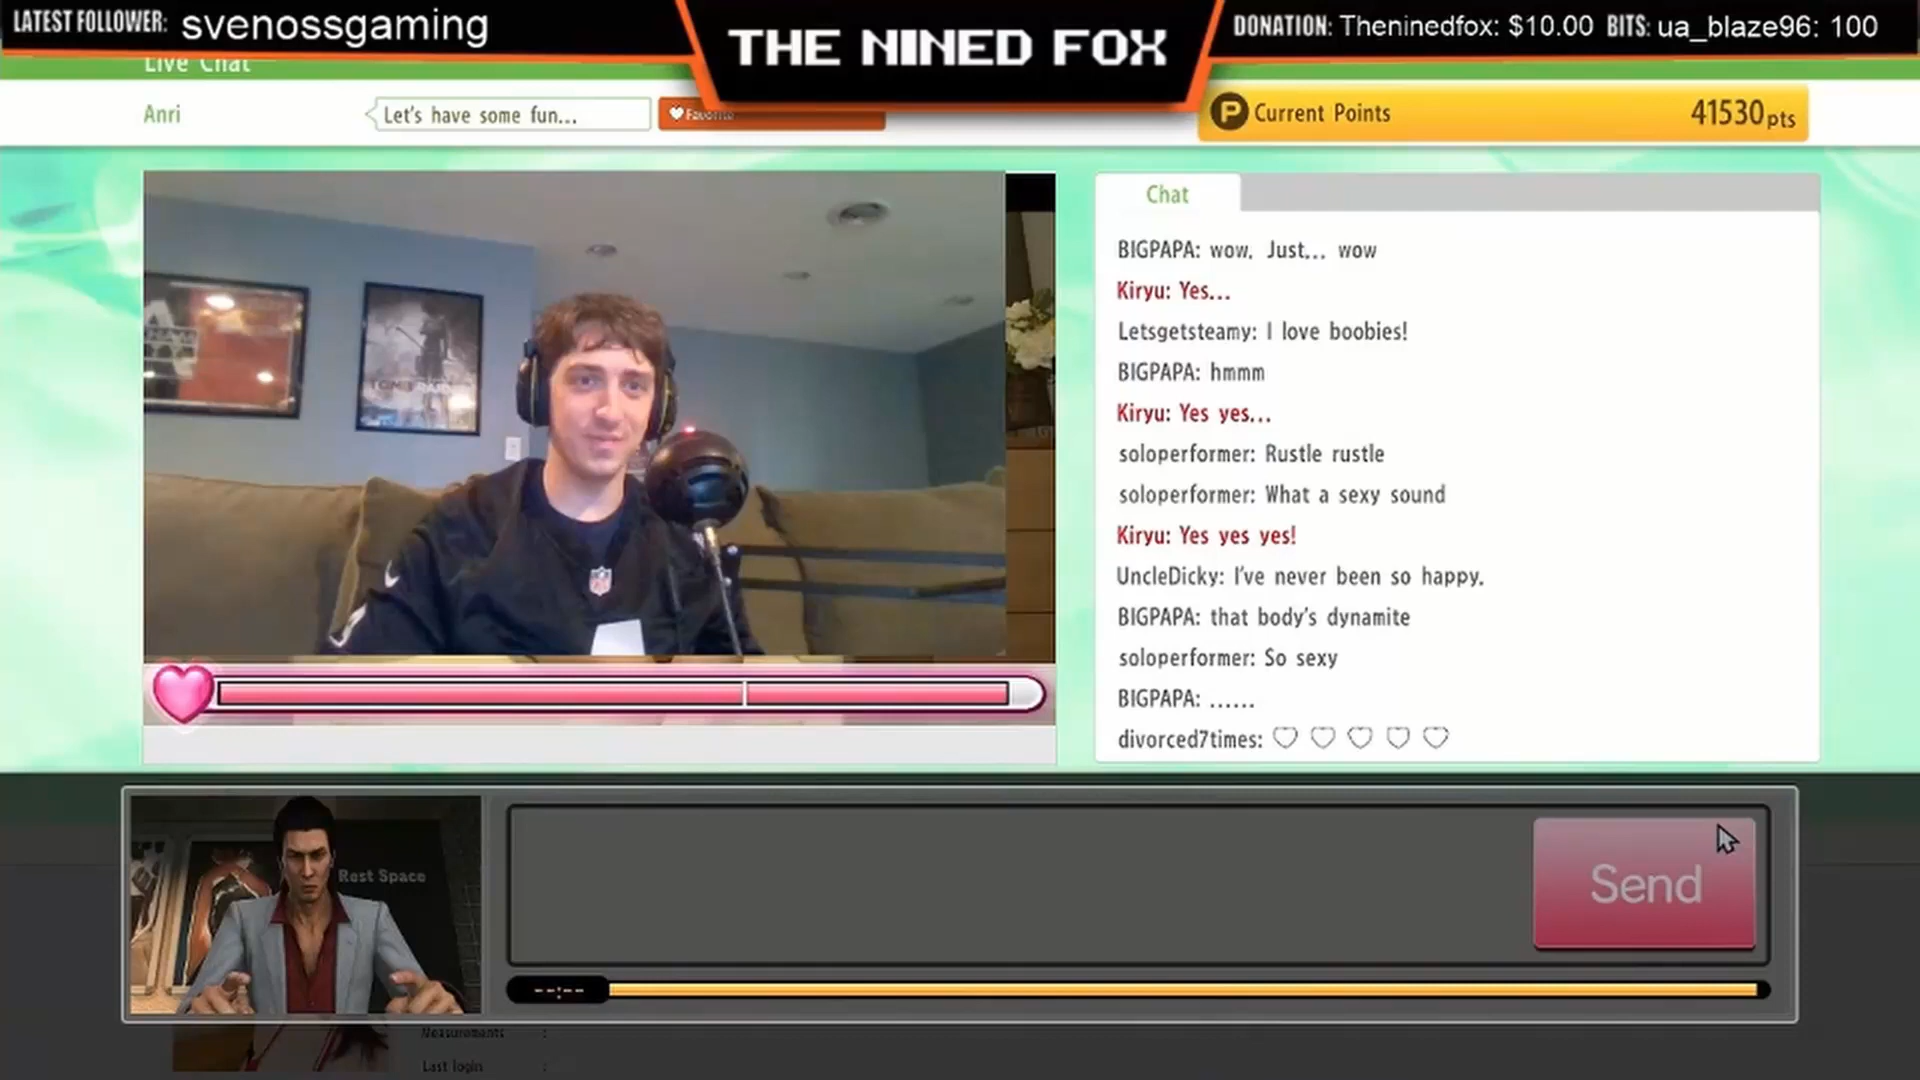 LATEST FOLLOWER: svenossgaming
THE NINED FOX
DONATION: Theninedfox: $10.00 BITS: ua_blaze96: 100
Live Chat
Anri
Let's have some fun...
Favorite
P Current Points
41530pts
Chat
BIGPAPA: wow. Just... wow
Kiryu: Yes...
Letsgetsteamy: I love boobies!
BIGPAPA: hmmm
Kiryu: Yes yes...
soloperformer: Rustle rustle
soloperformer: What a sexy sound
Kiryu: Yes yes yes!
UncleDicky: I've never been so happy.
BIGPAPA: that body's dynamite
soloperformer: So sexy
BIGPAPA: ......
divorced7times: ♡ ♡ ♡ ♡ ♡
Rest Space
Send
--:--
Measurements :
Last login :